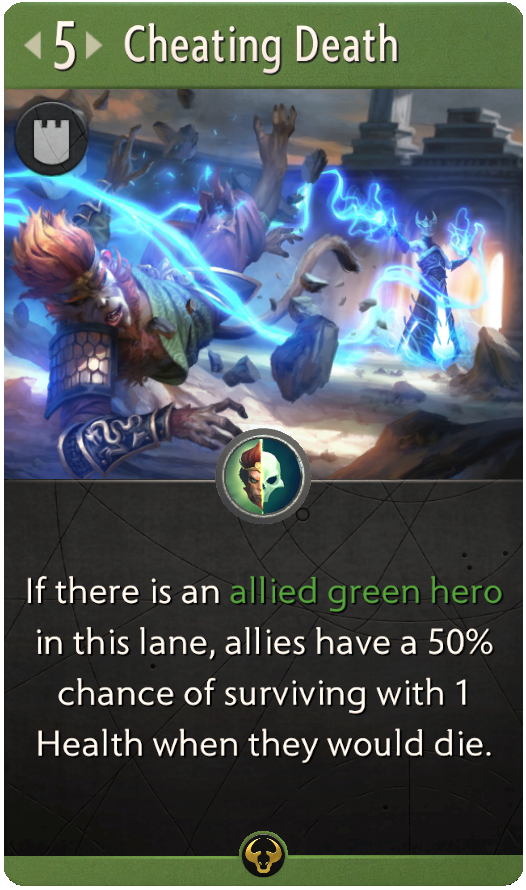 5 Cheating Death
If there is an allied green hero
in this lane, allies have a 50%
chance of surviving with 1
Health when they would die.